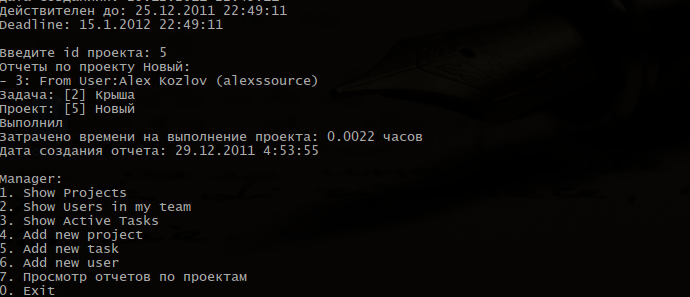 Действителен до: 25.12.2011 22:49:11
Deadline: 15.1.2012 22:49:11
Введите id проекта: 5
Отчеты по проекту Новый:
- 3: From User:Alex Kozlov (alexssource)
Задача: [2] Крыша
Проект: [5] Новый
Выполнил
Затрачено времени на выполнение проекта: 0.0022 часов
Дата создания отчета: 29.12.2011 4:53:55
Manager:
1. Show Projects
2. Show Users in my team
3. Show Active Tasks
4. Add new project
5. Add new task
6. Add new user
7. Просмотр отчетов по проектам
0. Exit